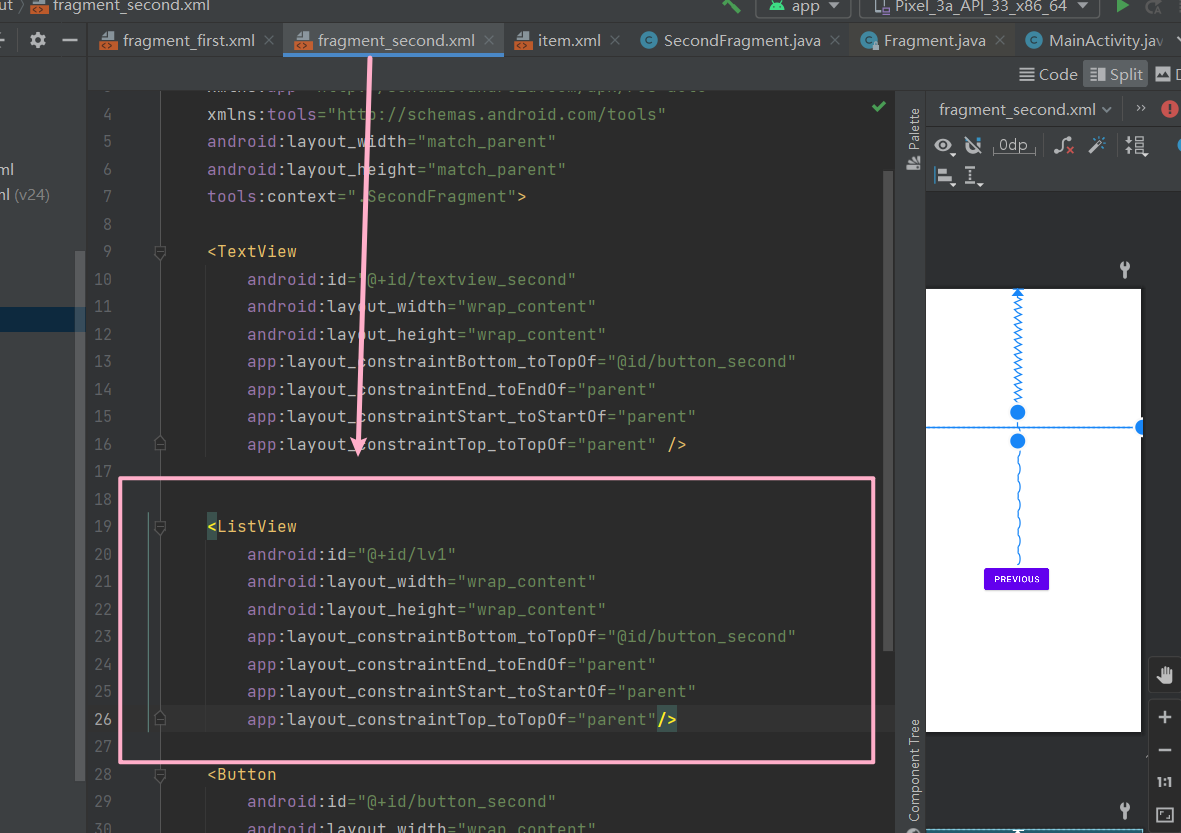 fragment_second.xml
app
Pixel_3a_API_33_x86_64
fragment_first.xml
fragment_second.xml
item.xml
SecondFragment.java
Fragment.java
MainActivity.jav
Code
Split
4 xmlns:tools="http://schemas.android.com/tools"
5 android:layout_width="match_parent"
6 android:layout_height="match_parent"
7 tools:context=".SecondFragment">
8
9 <TextView
10 android:id="@+id/textview_second"
11 android:layout_width="wrap_content"
12 android:layout_height="wrap_content"
13 app:layout_constraintBottom_toTopOf="@id/button_second"
14 app:layout_constraintEnd_toEndOf="parent"
15 app:layout_constraintStart_toStartOf="parent"
16 app:layout_constraintTop_toTopOf="parent" />
17
18
19 <ListView
20 android:id="@+id/lv1"
21 android:layout_width="wrap_content"
22 android:layout_height="wrap_content"
23 app:layout_constraintBottom_toTopOf="@id/button_second"
24 app:layout_constraintEnd_toEndOf="parent"
25 app:layout_constraintStart_toStartOf="parent"
26 app:layout_constraintTop_toTopOf="parent"/>
27
28 <Button
29 android:id="@+id/button_second"
30 android:layout_width="wrap_content"
ml
ml (v24)
Palette
fragment_second.xml
0dp
PREVIOUS
Component Tree
1:1